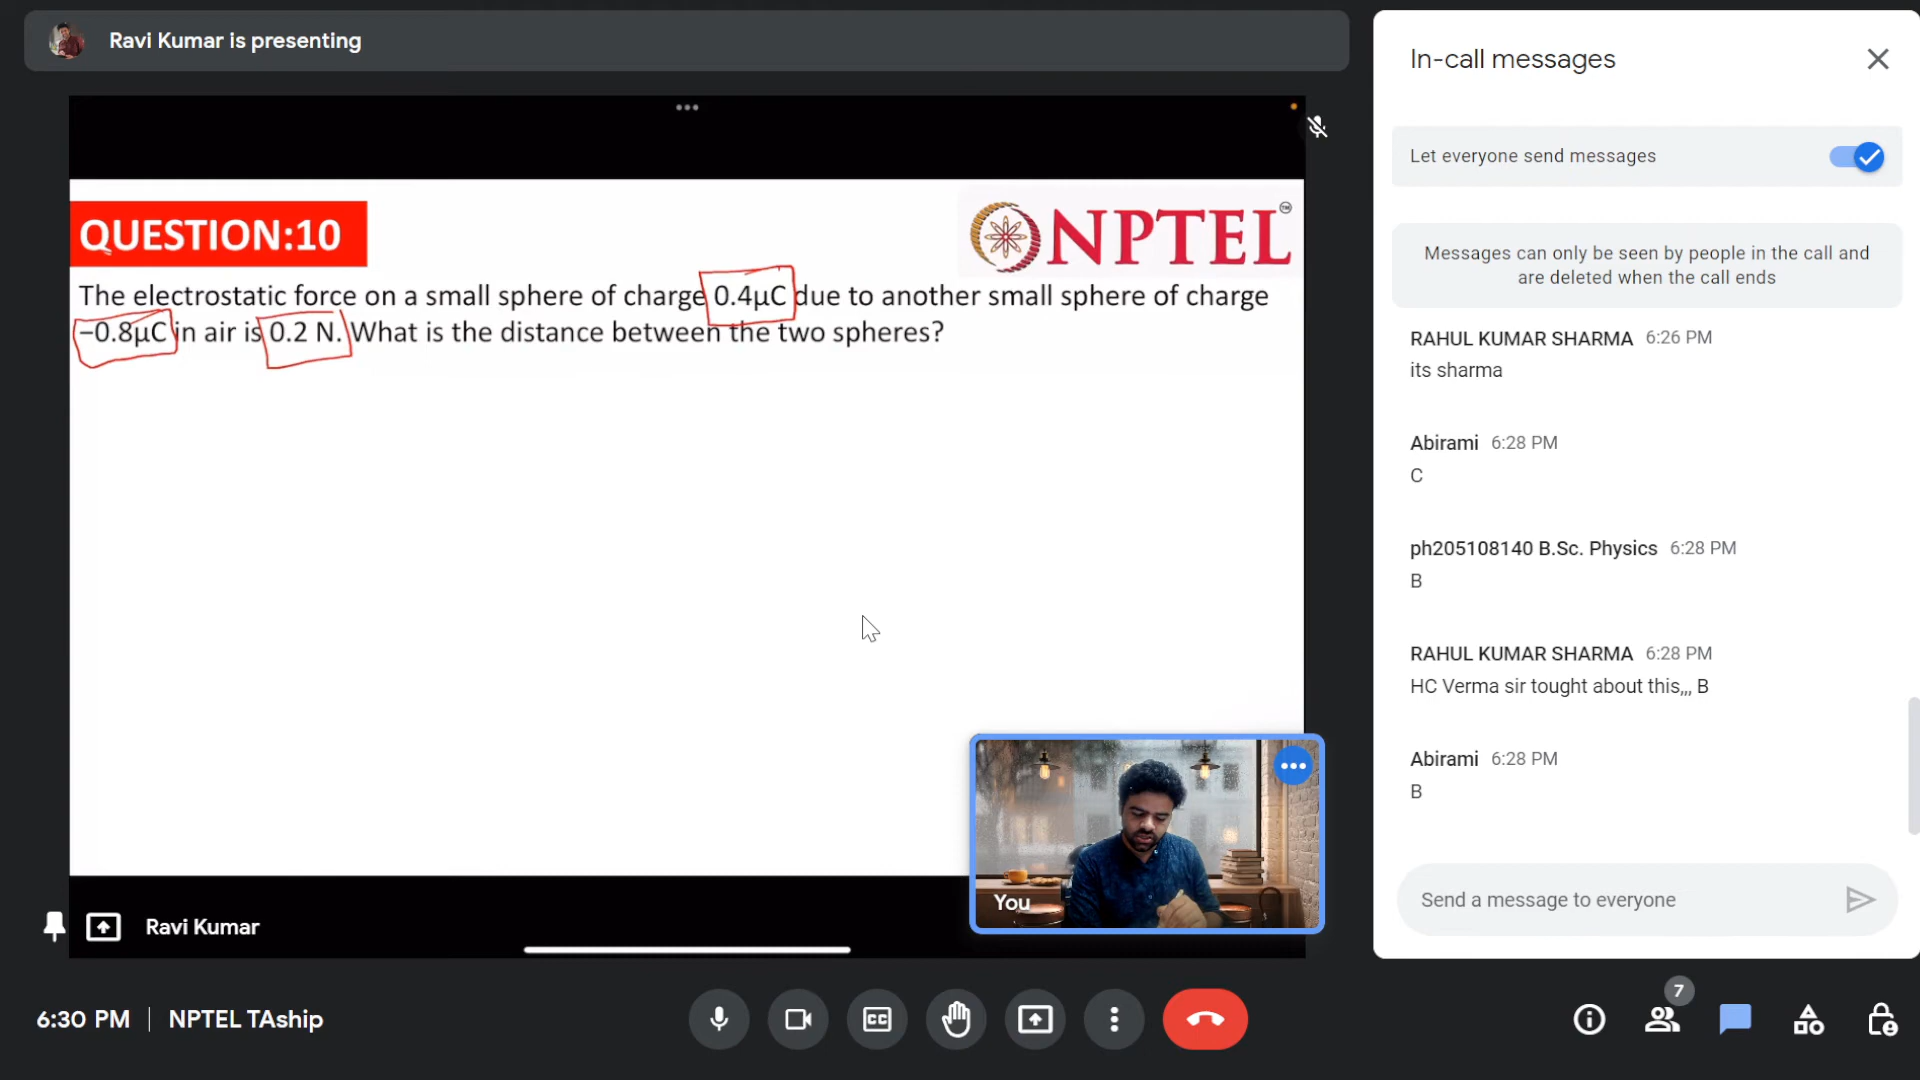 Ravi Kumar is presenting
In-call messages
Let everyone send messages
Messages can only be seen by people in the call and
are deleted when the call ends
QUESTION:10
NPTEL
TM
The electrostatic force on a small sphere of charge 0.4μC due to another small sphere of charge
−0.8μC in air is 0.2 N. What is the distance between the two spheres?
RAHUL KUMAR SHARMA 6:26 PM
its sharma
Abirami 6:28 PM
C
ph205108140 B.Sc. Physics 6:28 PM
B
RAHUL KUMAR SHARMA 6:28 PM
HC Verma sir tought about this,,, B
Abirami 6:28 PM
B
Send a message to everyone
You
Ravi Kumar
6:30 PM | NPTEL TAship
CC
7